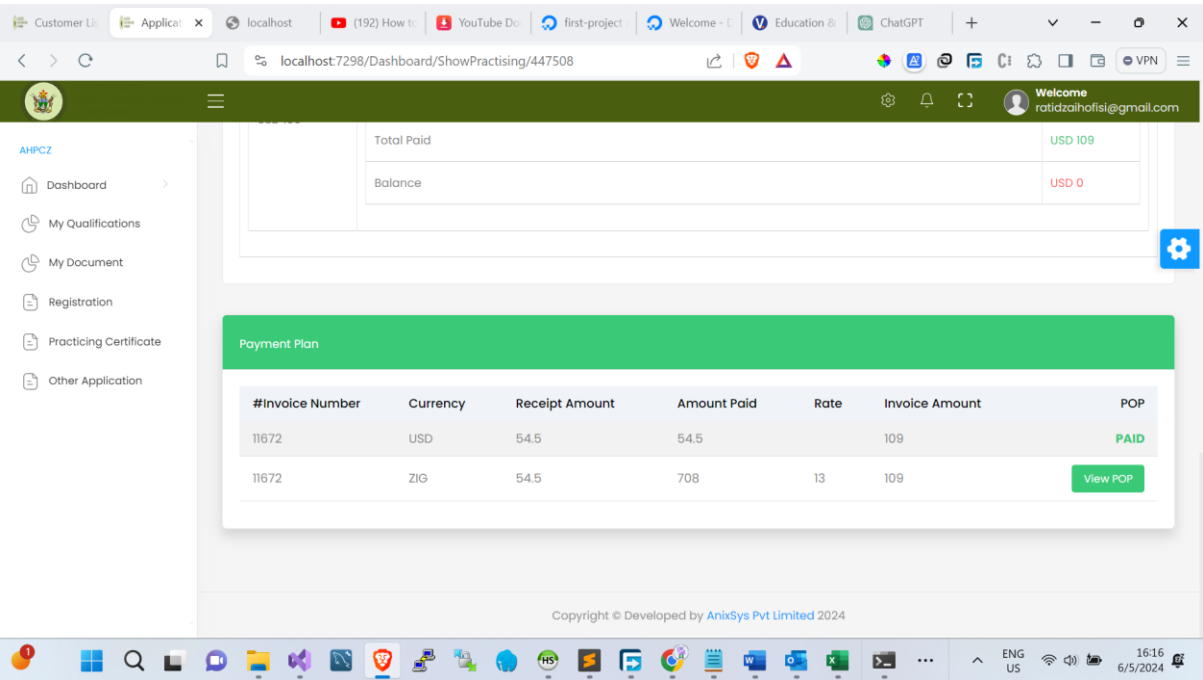 Customer Lis
Applicat
localhost
(192) How to
YouTube Do
first-project
Welcome - D
Education &
ChatGPT
localhost:7298/Dashboard/ShowPractising/447508
VPN
Welcome
ratidzaihofisi@gmail.com
AHPCZ
Dashboard
My Qualifications
My Document
Registration
Practicing Certificate
Other Application
Total Paid USD 109
Balance USD 0
Payment Plan
#Invoice Number Currency Receipt Amount Amount Paid Rate Invoice Amount POP
11672 USD 54.5 54.5 109 PAID
11672 ZIG 54.5 708 13 109 View POP
Copyright © Developed by AnixSys Pvt Limited 2024
1
HS
ENG
US
16:16
6/5/2024